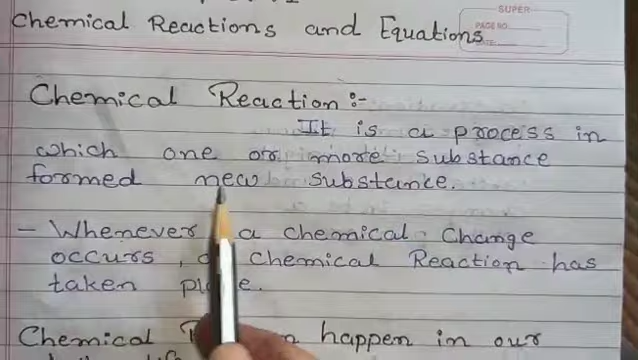 SUPER
PAGE NO.
DATE:
Chemical Reactions and Equations
Chemical Reaction :-
It is a process in
which one or more substance
formed new substance.
- Whenever a chemical change
occurs, a Chemical Reaction has
taken place.
Chemical happen in our